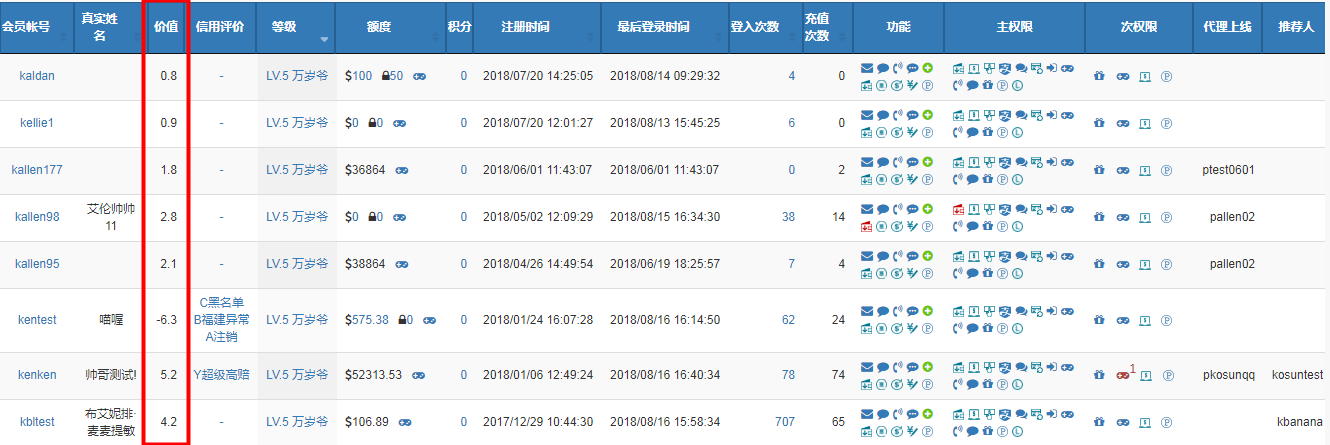 会员帐号 真实姓名 价值 信用评价 等级 额度 积分 注册时间 最后登录时间 登入次数 充值次数 功能 主权限 次权限 代理上线 推荐人
kaldan 0.8 - LV.5 万岁爷 $100 50 0 2018/07/20 14:25:05 2018/08/14 09:29:32 4 0
kellie1 0.9 - LV.5 万岁爷 $0 0 0 2018/07/20 12:01:27 2018/08/13 15:45:25 6 0
kallen177 1.8 - LV.5 万岁爷 $36864 0 2018/06/01 11:43:07 2018/06/01 11:43:07 0 2 ptest0601
kallen98 艾伦帅帅11 2.8 - LV.5 万岁爷 $0 0 0 2018/05/02 12:09:29 2018/08/15 16:34:30 38 14 pallen02
kallen95 2.1 - LV.5 万岁爷 $38864 0 2018/04/26 14:49:54 2018/06/19 18:25:57 7 4 pallen02
kentest 喵喔 -6.3 C黑名单 B福建异常 A注销 LV.5 万岁爷 $575.38 0 0 2018/01/24 16:07:28 2018/08/16 16:14:50 62 24
kenken 帅哥测试! 5.2 Y超级高赔 LV.5 万岁爷 $52313.53 0 2018/01/06 12:49:24 2018/08/16 16:40:34 78 74 1 pkosunqq kosuntest
kbltest 布艾妮排·麦麦提敏 4.2 - LV.5 万岁爷 $106.89 0 2017/12/29 10:44:30 2018/08/16 15:58:34 707 65 kbanana